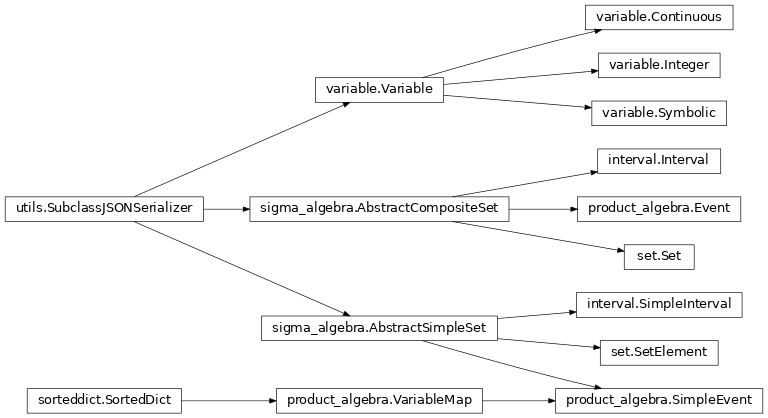 variable.Continuous
variable.Integer
variable.Variable
variable.Symbolic
interval.Interval
utils.SubclassJSONSerializer
sigma_algebra.AbstractCompositeSet
product_algebra.Event
set.Set
interval.SimpleInterval
sigma_algebra.AbstractSimpleSet
set.SetElement
sorteddict.SortedDict
product_algebra.VariableMap
product_algebra.SimpleEvent